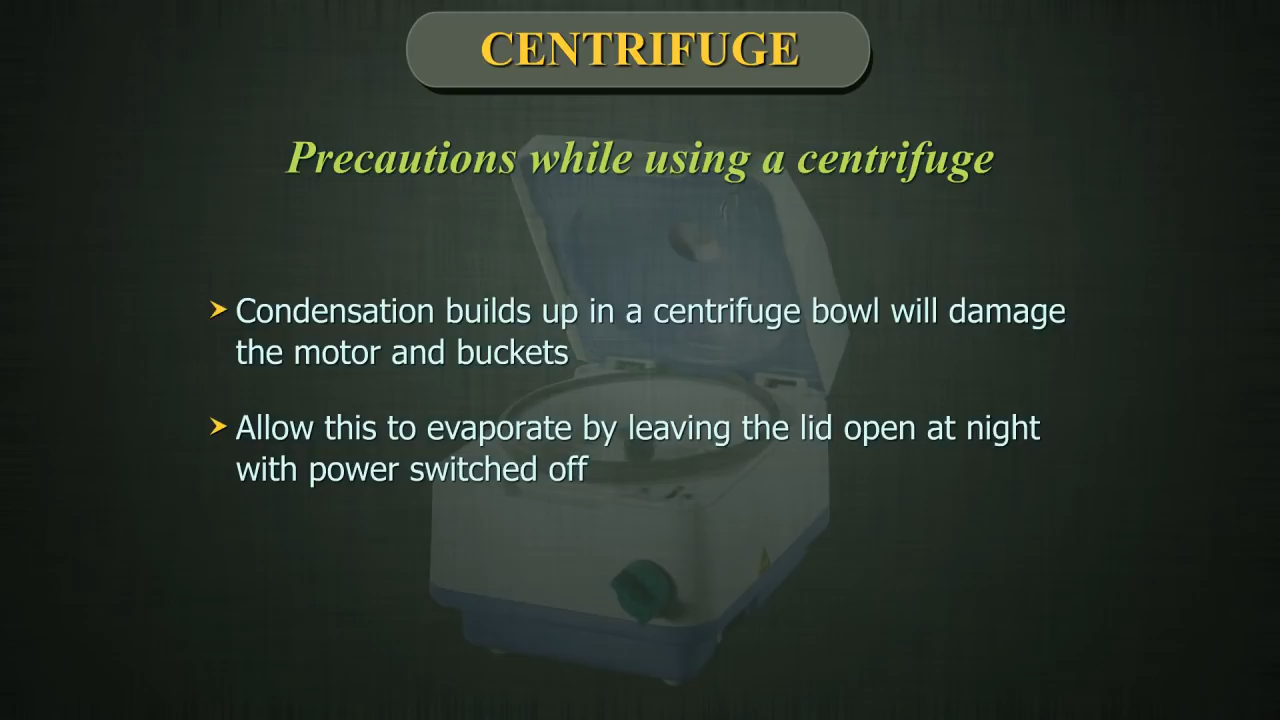 CENTRIFUGE
Precautions while using a centrifuge
➤ Condensation builds up in a centrifuge bowl will damage
the motor and buckets
➤ Allow this to evaporate by leaving the lid open at night
with power switched off